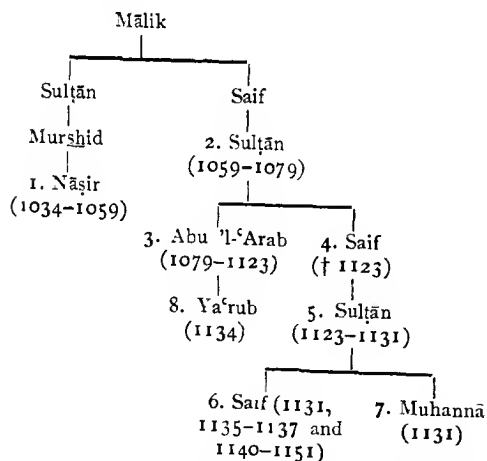 Mālik
Sulṭān
Saif
Murshid
2. Sulṭān
(1059–1079)
1. Nāṣir
(1034–1059)
3. Abu 'l-ʿArab
(1079–1123)
4. Saif
(† 1123)
8. Yaʿrub
(1134)
5. Sulṭān
(1123–1131)
6. Saif (1131,
1135–1137 and
1140–1151)
7. Muhannā
(1131)